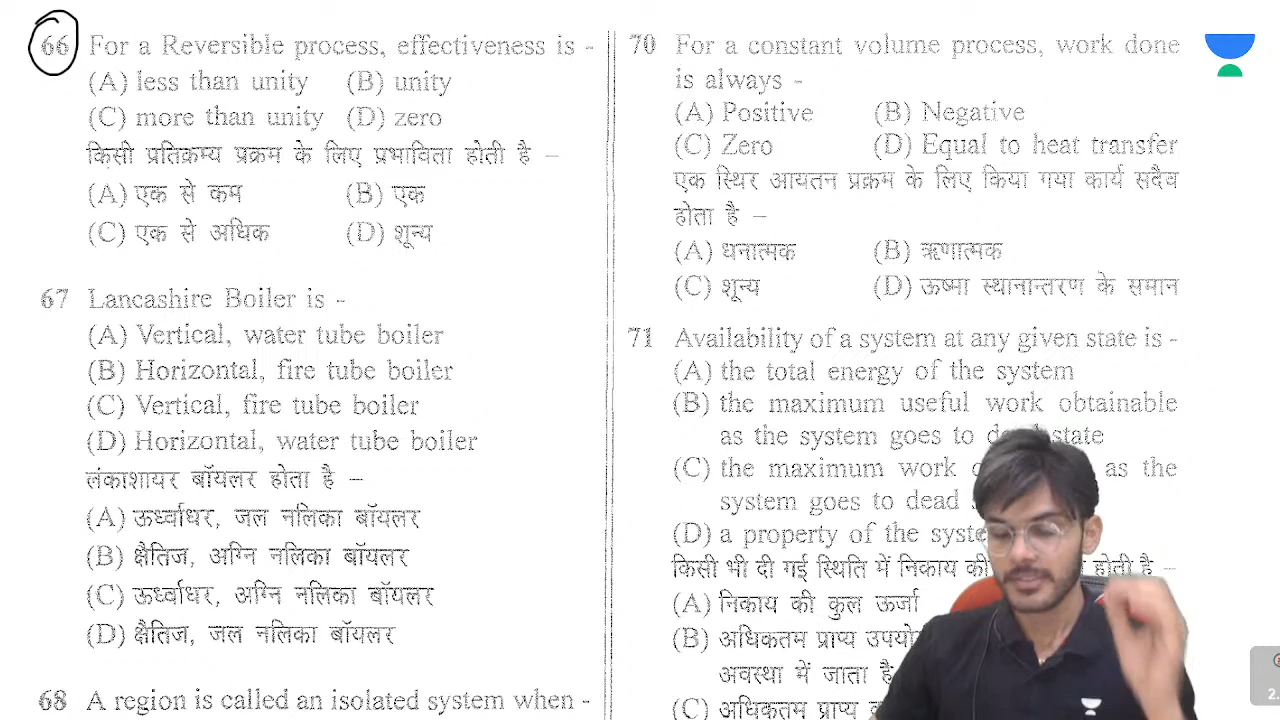 66 For a Reversible process, effectiveness is -
(A) less than unity (B) unity
(C) more than unity (D) zero
किसी प्रतिक्रम्य प्रक्रम के लिए प्रभाविता होती है –
(A) एक से कम (B) एक
(C) एक से अधिक (D) शून्य
67 Lancashire Boiler is -
(A) Vertical, water tube boiler
(B) Horizontal, fire tube boiler
(C) Vertical, fire tube boiler
(D) Horizontal, water tube boiler
लंकाशायर बॉयलर होता है –
(A) ऊर्ध्वाधर, जल नलिका बॉयलर
(B) क्षैतिज, अग्नि नलिका बॉयलर
(C) ऊर्ध्वाधर, अग्नि नलिका बॉयलर
(D) क्षैतिज, जल नलिका बॉयलर
68 A region is called an isolated system when -
70 For a constant volume process, work done
is always -
(A) Positive (B) Negative
(C) Zero (D) Equal to heat transfer
एक स्थिर आयतन प्रक्रम के लिए किया गया कार्य सदैव
होता है –
(A) धनात्मक (B) ऋणात्मक
(C) शून्य (D) ऊष्मा स्थानान्तरण के समान
71 Availability of a system at any given state is -
(A) the total energy of the system
(B) the maximum useful work obtainable
as the system goes to state
(C) the maximum work as the
system goes to dead
(D) a property of the
किसी भी दी गई स्थिति में निकाय की होती है –
(A) निकाय की कुल ऊर्जा
(B) अधिकतम प्राप्य
अवस्था में जाता है
(C) अधिकतम प्राप्य
2.